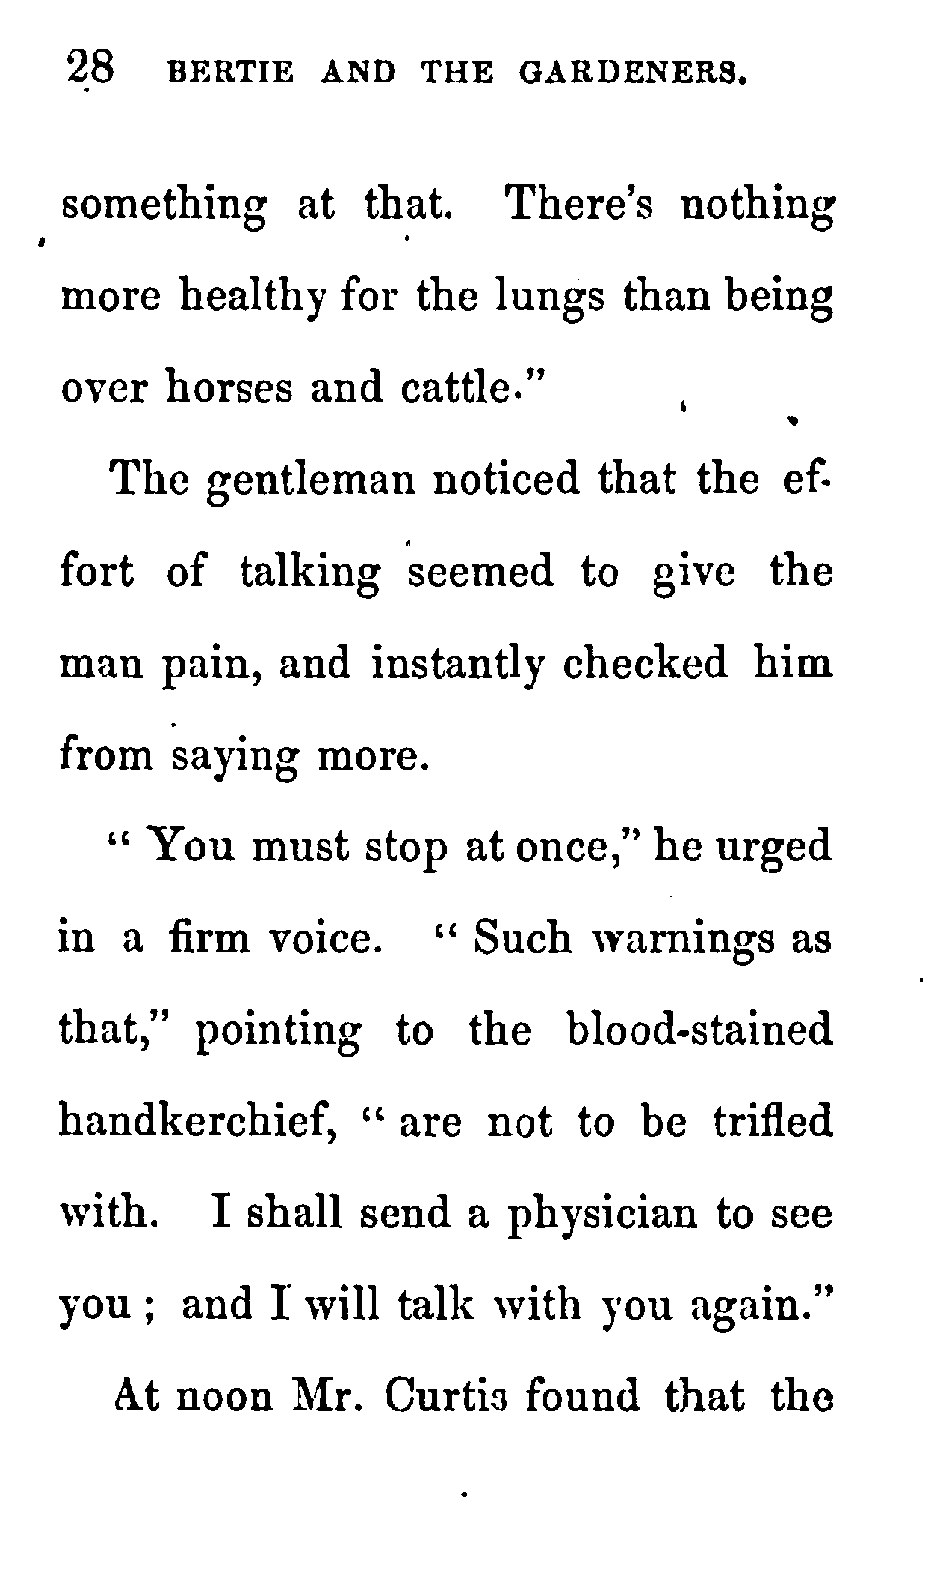 28 BERTIE AND THE GARDENERS.
something at that. There's nothing
more healthy for the lungs than being
over horses and cattle."
The gentleman noticed that the ef-
fort of talking seemed to give the
man pain, and instantly checked him
from saying more.
" You must stop at once," he urged
in a firm voice. " Such warnings as
that," pointing to the blood-stained
handkerchief, " are not to be trifled
with. I shall send a physician to see
you ; and I will talk with you again."
At noon Mr. Curtis found that the